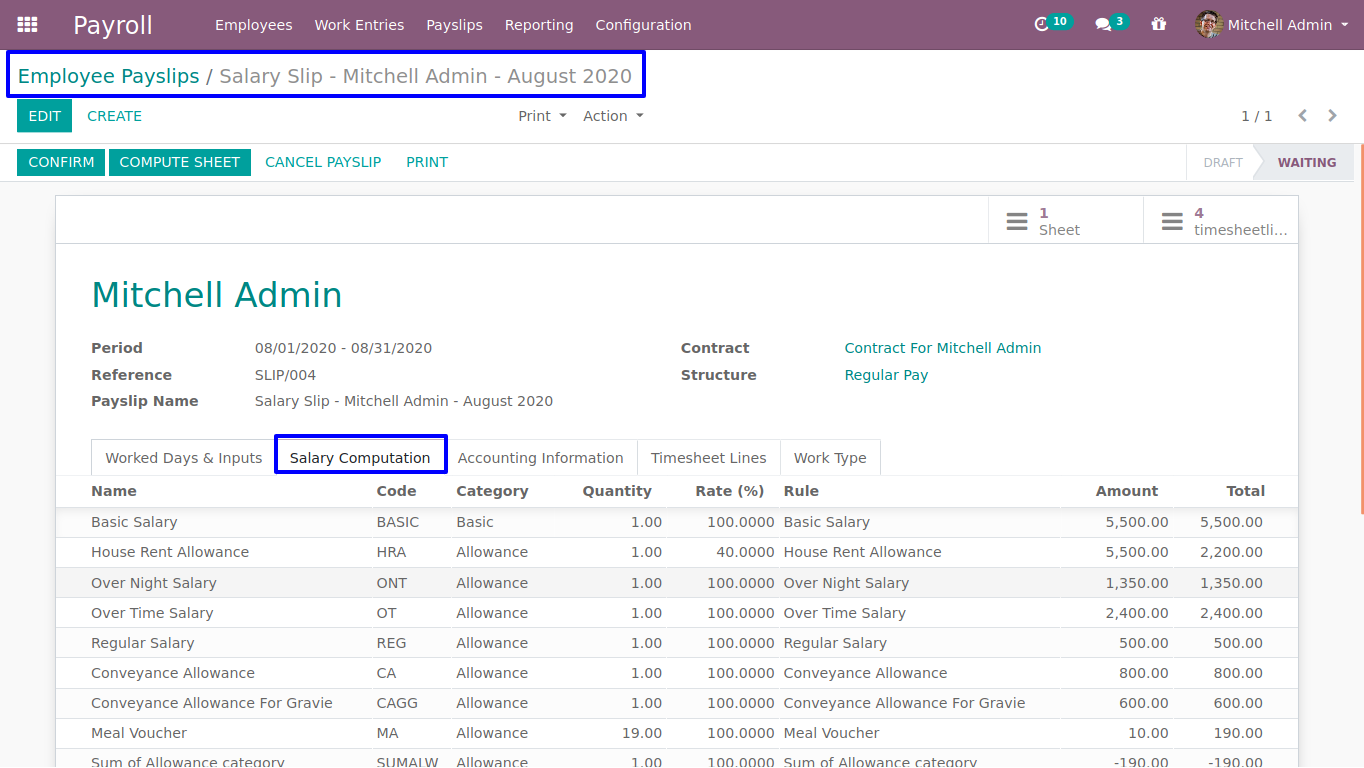 Payroll Employees Work Entries Payslips Reporting Configuration 10 3 Mitchell Admin
Employee Payslips / Salary Slip - Mitchell Admin - August 2020
EDIT CREATE Print Action 1 / 1
CONFIRM COMPUTE SHEET CANCEL PAYSLIP PRINT DRAFT WAITING
1 Sheet
4 timesheetli...
Mitchell Admin
Period 08/01/2020 - 08/31/2020 Contract Contract For Mitchell Admin
Reference SLIP/004 Structure Regular Pay
Payslip Name Salary Slip - Mitchell Admin - August 2020
Worked Days & Inputs Salary Computation Accounting Information Timesheet Lines Work Type
Name Code Category Quantity Rate (%) Rule Amount Total
Basic Salary BASIC Basic 1.00 100.0000 Basic Salary 5,500.00 5,500.00
House Rent Allowance HRA Allowance 1.00 40.0000 House Rent Allowance 5,500.00 2,200.00
Over Night Salary ONT Allowance 1.00 100.0000 Over Night Salary 1,350.00 1,350.00
Over Time Salary OT Allowance 1.00 100.0000 Over Time Salary 2,400.00 2,400.00
Regular Salary REG Allowance 1.00 100.0000 Regular Salary 500.00 500.00
Conveyance Allowance CA Allowance 1.00 100.0000 Conveyance Allowance 800.00 800.00
Conveyance Allowance For Gravie CAGG Allowance 1.00 100.0000 Conveyance Allowance For Gravie 600.00 600.00
Meal Voucher MA Allowance 19.00 100.0000 Meal Voucher 10.00 190.00
Sum of Allowance category SUMALW Allowance 1.00 100.0000 Sum of Allowance category -190.00 -190.00